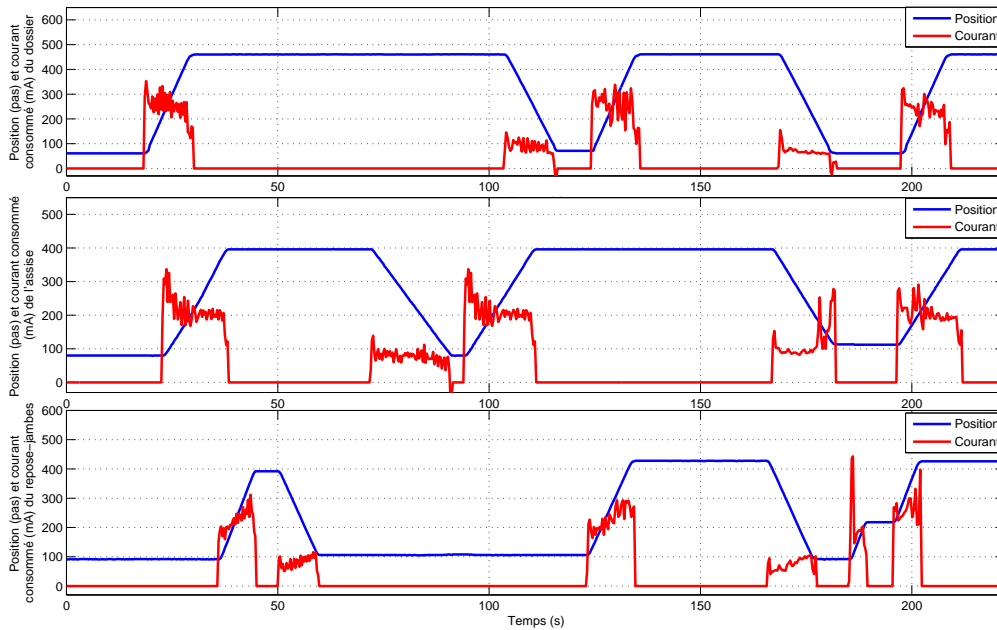 Position (pas) et courant
consommé (mA) du dossier
600
500
400
300
200
100
0
0
50
100
150
200
Position
Courant
Position (pas) et courant consommé
(mA) de l'assise
500
400
300
200
100
0
0
50
100
150
200
Position
Courant
Position (pas) et courant
consommé (mA) du repose−jambes
600
500
400
300
200
100
0
0
50
100
150
200
Position
Courant
Temps (s)